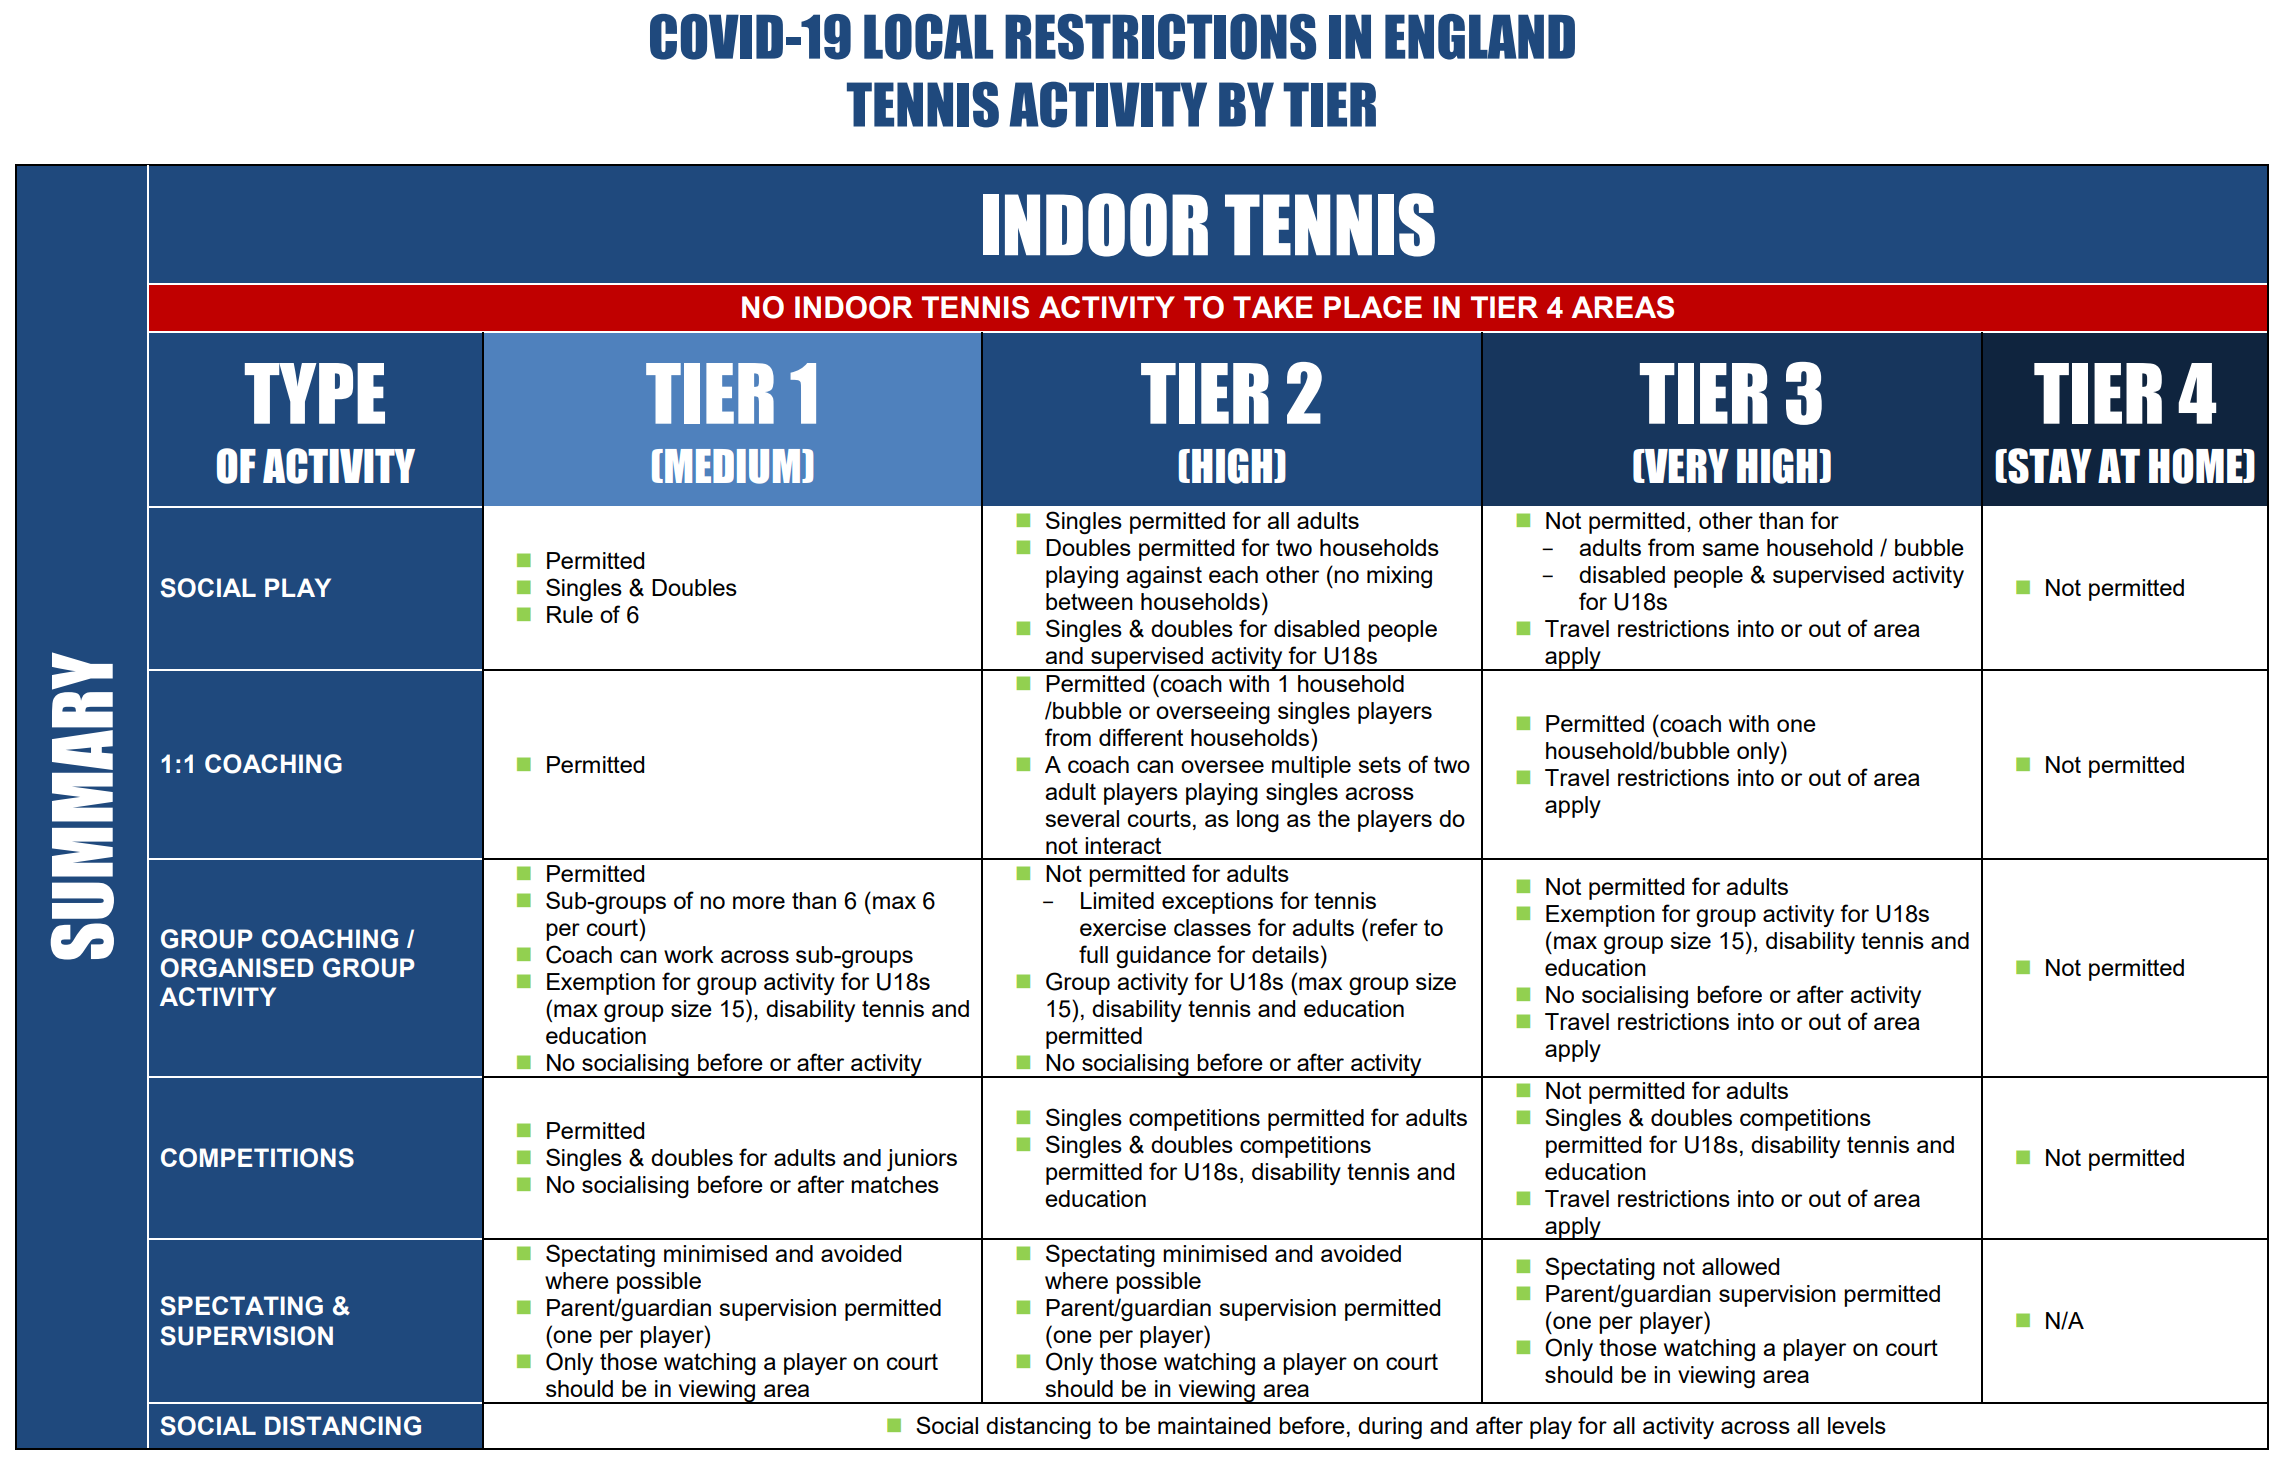 COVID-19 LOCAL RESTRICTIONS IN ENGLAND
TENNIS ACTIVITY BY TIER
SUMMARY
INDOOR TENNIS
NO INDOOR TENNIS ACTIVITY TO TAKE PLACE IN TIER 4 AREAS
TYPE
OF ACTIVITY
TIER 1
(MEDIUM)
TIER 2
(HIGH)
TIER 3
(VERY HIGH)
TIER 4
(STAY AT HOME)
SOCIAL PLAY
Permitted
Singles & Doubles
Rule of 6
Singles permitted for all adults
Doubles permitted for two households
playing against each other (no mixing
between households)
Singles & doubles for disabled people
and supervised activity for U18s
Not permitted, other than for
– adults from same household / bubble
– disabled people & supervised activity
for U18s
Travel restrictions into or out of area
apply
Not permitted
1:1 COACHING
Permitted
Permitted (coach with 1 household
/bubble or overseeing singles players
from different households)
A coach can oversee multiple sets of two
adult players playing singles across
several courts, as long as the players do
not interact
Permitted (coach with one
household/bubble only)
Travel restrictions into or out of area
apply
Not permitted
GROUP COACHING /
ORGANISED GROUP
ACTIVITY
Permitted
Sub-groups of no more than 6 (max 6
per court)
Coach can work across sub-groups
Exemption for group activity for U18s
(max group size 15), disability tennis and
education
No socialising before or after activity
Not permitted for adults
– Limited exceptions for tennis
exercise classes for adults (refer to
full guidance for details)
Group activity for U18s (max group size
15), disability tennis and education
permitted
No socialising before or after activity
Not permitted for adults
Exemption for group activity for U18s
(max group size 15), disability tennis and
education
No socialising before or after activity
Travel restrictions into or out of area
apply
Not permitted
COMPETITIONS
Permitted
Singles & doubles for adults and juniors
No socialising before or after matches
Singles competitions permitted for adults
Singles & doubles competitions
permitted for U18s, disability tennis and
education
Not permitted for adults
Singles & doubles competitions
permitted for U18s, disability tennis and
education
Travel restrictions into or out of area
apply
Not permitted
SPECTATING &
SUPERVISION
Spectating minimised and avoided
where possible
Parent/guardian supervision permitted
(one per player)
Only those watching a player on court
should be in viewing area
Spectating minimised and avoided
where possible
Parent/guardian supervision permitted
(one per player)
Only those watching a player on court
should be in viewing area
Spectating not allowed
Parent/guardian supervision permitted
(one per player)
Only those watching a player on court
should be in viewing area
N/A
SOCIAL DISTANCING
Social distancing to be maintained before, during and after play for all activity across all levels